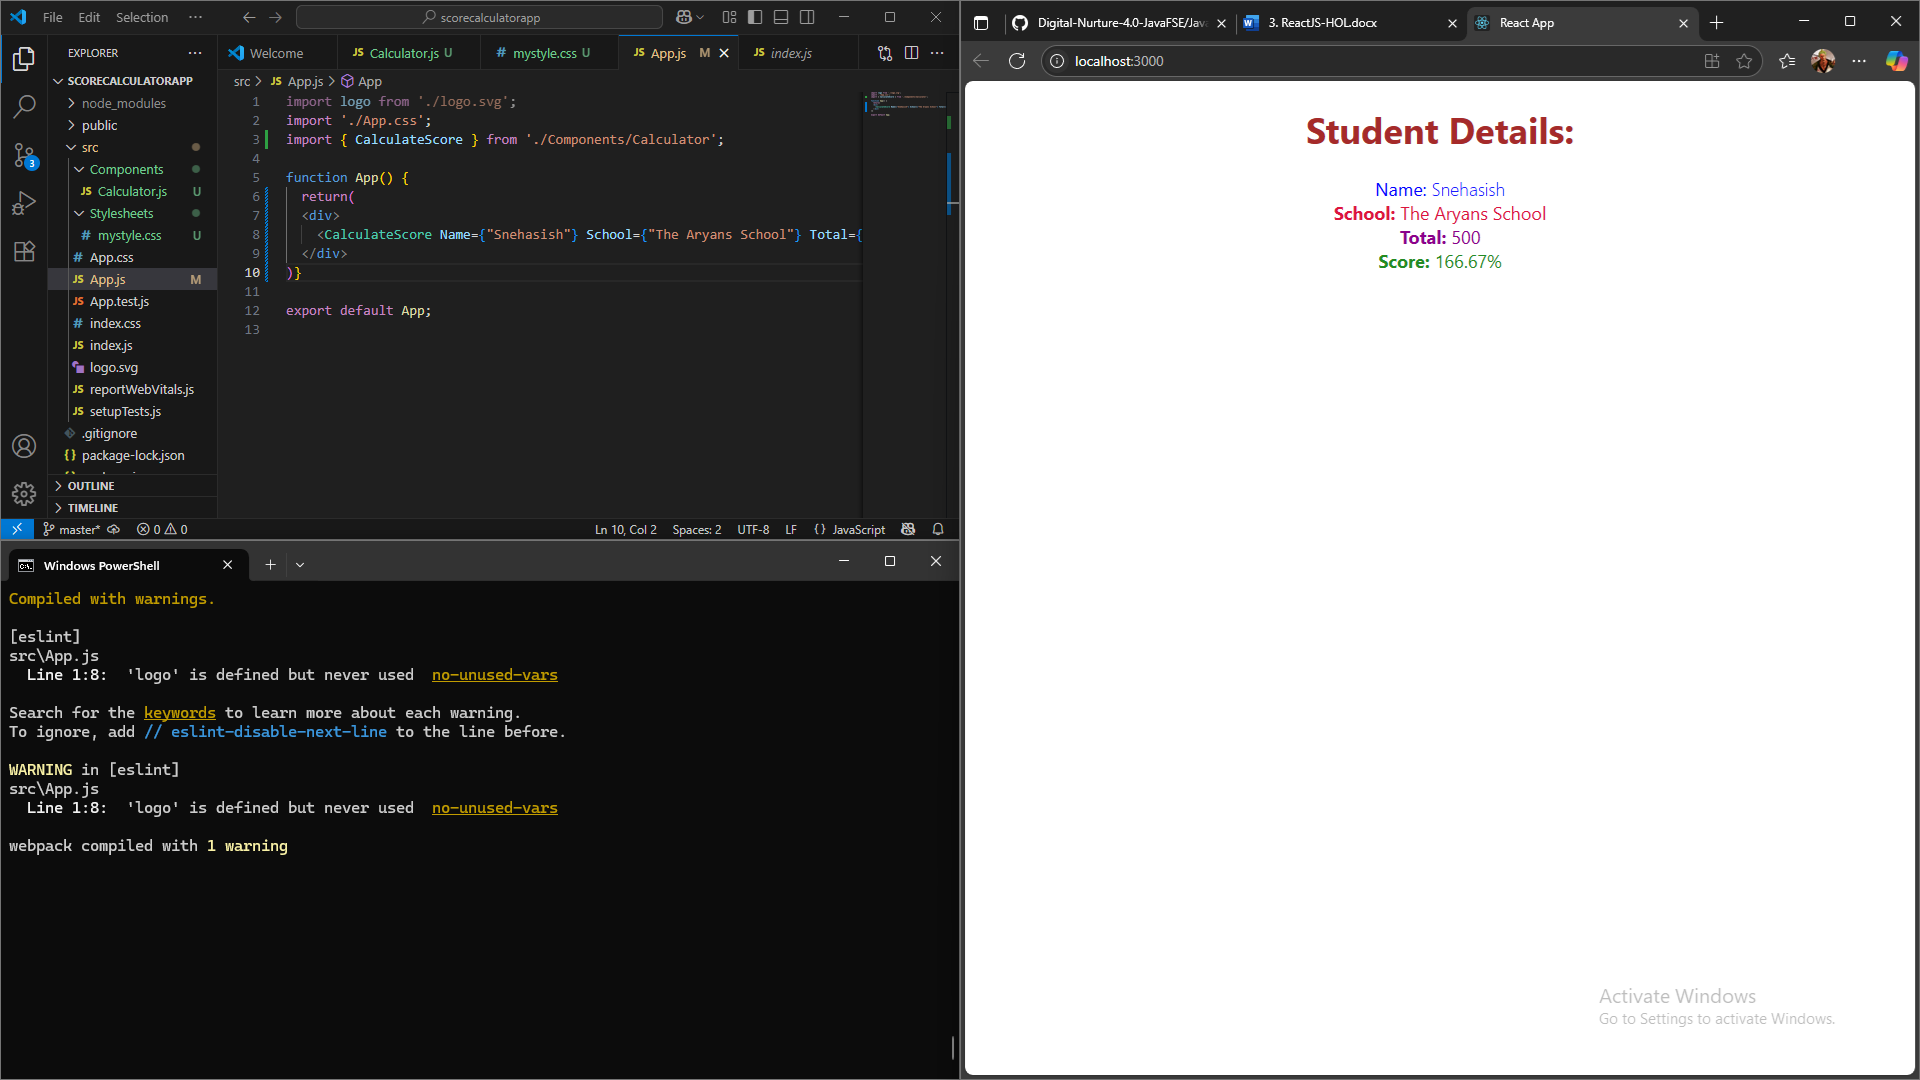 File Edit Selection ··· scorecalculatorapp
EXPLORER ···
SCORECALCULATORAPP
node_modules
public
src
Components
JS Calculator.js U
Stylesheets
# mystyle.css U
# App.css
JS App.js M
JS App.test.js
# index.css
JS index.js
logo.svg
JS reportWebVitals.js
JS setupTests.js
.gitignore
{} package-lock.json
OUTLINE
TIMELINE
3
Welcome JS Calculator.js U # mystyle.css U JS App.js M JS index.js
src > JS App.js > App
1 import logo from './logo.svg';
2 import './App.css';
3 import { CalculateScore } from './Components/Calculator';
4
5 function App() {
6 return(
7 <div>
8 <CalculateScore Name={"Snehasish"} School={"The Aryans School"} Total={
9 </div>
10 )}
11
12 export default App;
13
master* 0 0 Ln 10, Col 2 Spaces: 2 UTF-8 LF {} JavaScript
Windows PowerShell
Compiled with warnings.
[eslint]
src\App.js
Line 1:8: 'logo' is defined but never used no-unused-vars
Search for the keywords to learn more about each warning.
To ignore, add // eslint-disable-next-line to the line before.
WARNING in [eslint]
src\App.js
Line 1:8: 'logo' is defined but never used no-unused-vars
webpack compiled with 1 warning
Digital-Nurture-4.0-JavaFSE/Java 3. ReactJS-HOL.docx React App
localhost:3000
Student Details:
Name: Snehasish
School: The Aryans School
Total: 500
Score: 166.67%
Activate Windows
Go to Settings to activate Windows.